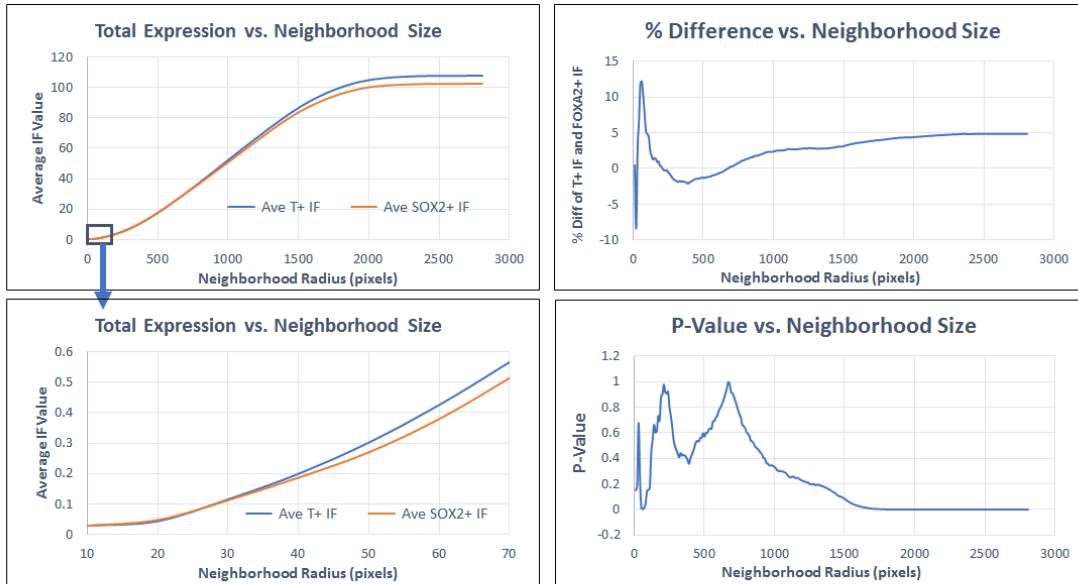 Total Expression vs. Neighborhood Size
Average IF Value
120
100
80
60
40
20
0
Ave T+ IF
Ave SOX2+ IF
0 500 1000 1500 2000 2500 3000
Neighborhood Radius (pixels)
% Difference vs. Neighborhood Size
% Diff of T+ IF and FOXA2+ IF
15
10
5
0
-5
-10
0 500 1000 1500 2000 2500 3000
Neighborhood Radius (pixels)
Total Expression vs. Neighborhood Size
Average IF Value
0.6
0.5
0.4
0.3
0.2
0.1
0
Ave T+ IF
Ave SOX2+ IF
10 20 30 40 50 60 70
Neighborhood Radius (pixels)
P-Value vs. Neighborhood Size
P-Value
1.2
1
0.8
0.6
0.4
0.2
0
-0.2
0 500 1000 1500 2000 2500 3000
Neighborhood Radius (pixels)